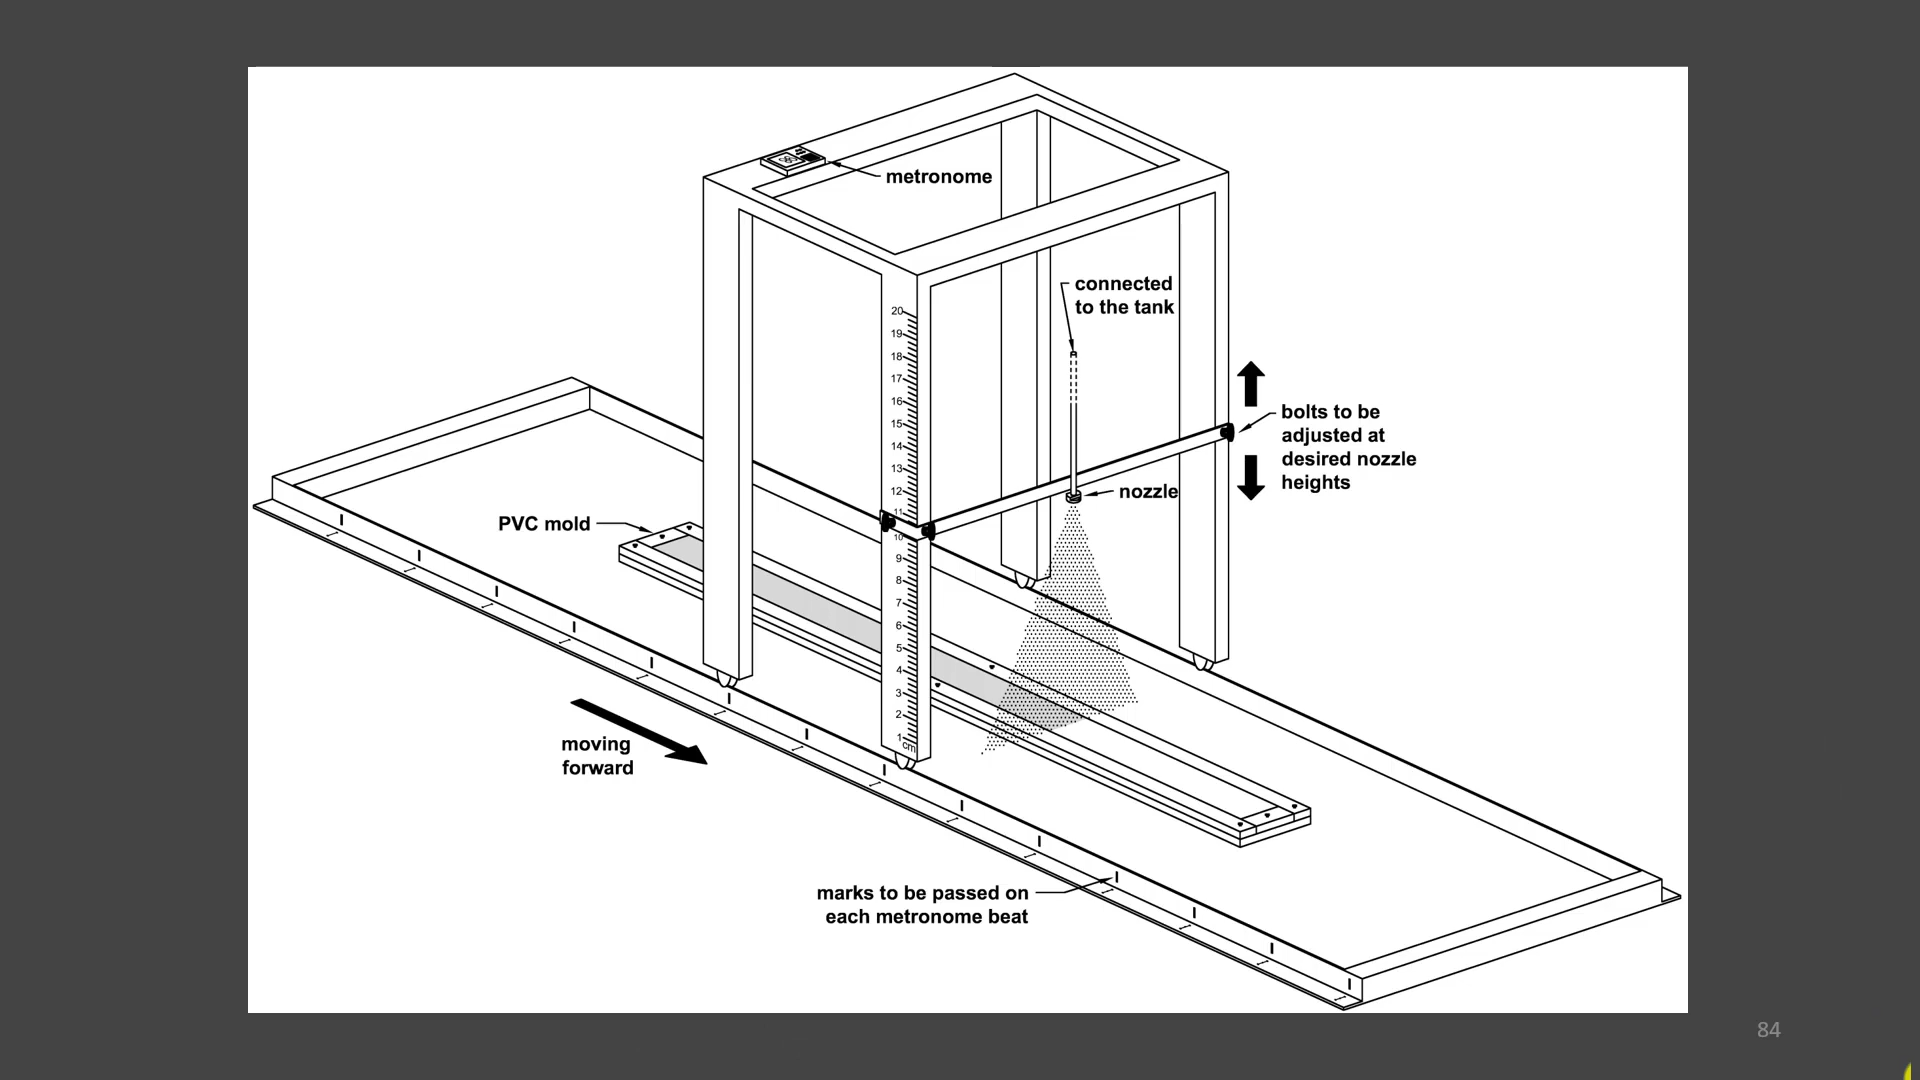 metronome
connected
to the tank
20
19
18
17
16
15
14
13
12
11
10
9
8
7
6
5
4
3
2
1
cm
bolts to be
adjusted at
desired nozzle
heights
nozzle
PVC mold
moving
forward
marks to be passed on
each metronome beat
84